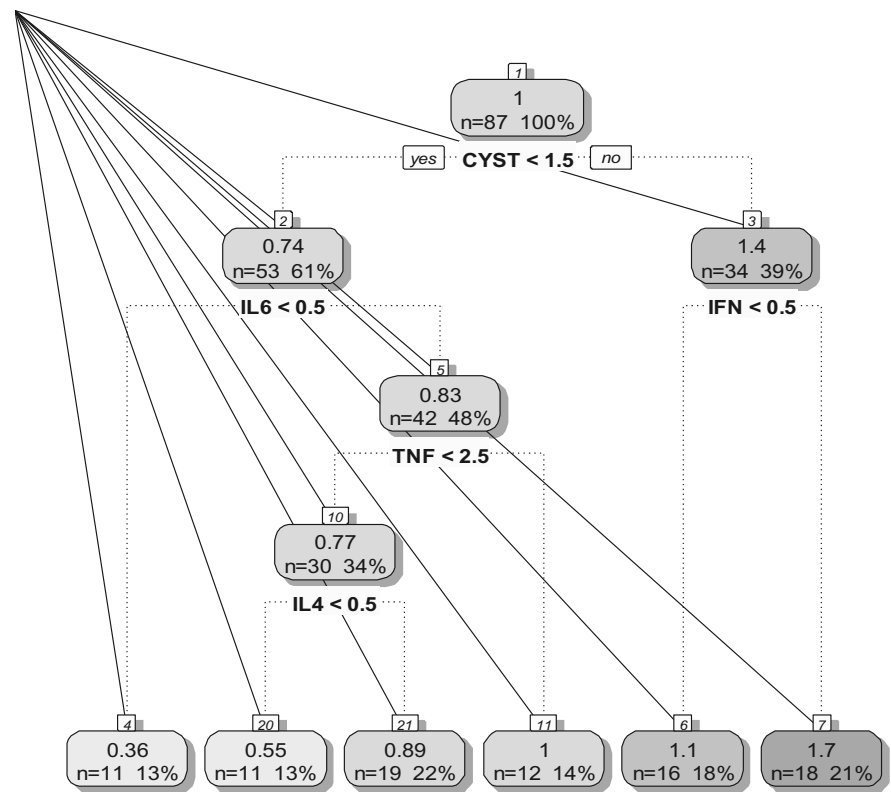 1
1
n=87 100%
yes CYST < 1.5 no
2 3
0.74 1.4
n=53 61% n=34 39%
IL6 < 0.5 IFN < 0.5
5
0.83
n=42 48%
TNF < 2.5
10
0.77
n=30 34%
IL4 < 0.5
4 20 21 11 6 7
0.36 0.55 0.89 1 1.1 1.7
n=11 13% n=11 13% n=19 22% n=12 14% n=16 18% n=18 21%